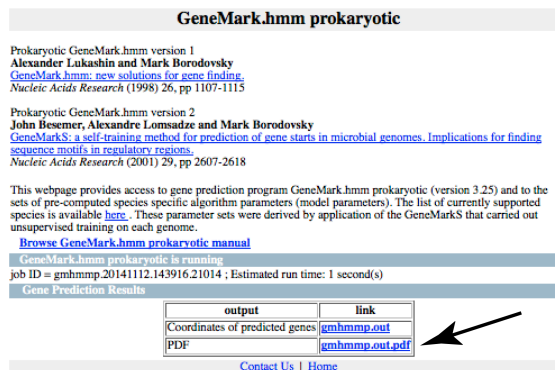 GeneMark.hmm prokaryotic
Prokaryotic GeneMark.hmm version 1
Alexander Lukashin and Mark Borodovsky
GeneMark.hmm: new solutions for gene finding.
Nucleic Acids Research (1998) 26, pp 1107-1115
Prokaryotic GeneMark.hmm version 2
John Besemer, Alexandre Lomsadze and Mark Borodovsky
GeneMarkS: a self-training method for prediction of gene starts in microbial genomes. Implications for finding
sequence motifs in regulatory regions.
Nucleic Acids Research (2001) 29, pp 2607-2618
This webpage provides access to gene prediction program GeneMark.hmm prokaryotic (version 3.25) and to the
sets of pre-computed species specific algorithm parameters (model parameters). The list of currently supported
species is available here . These parameter sets were derived by application of the GeneMarkS that carried out
unsupervised training on each genome.
Browse GeneMark.hmm prokaryotic manual
GeneMark.hmm prokaryotic is running
job ID = gmhmmp.20141112.143916.21014 ; Estimated run time: 1 second(s)
Gene Prediction Results
output link
Coordinates of predicted genes gmhmmp.out
PDF gmhmmp.out.pdf
Contact Us | Home